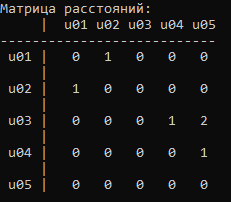 Матрица расстояний:
| u01 u02 u03 u04 u05
-----------------------------
u01 | 0 1 0 0 0
|
u02 | 1 0 0 0 0
|
u03 | 0 0 0 1 2
|
u04 | 0 0 0 0 1
|
u05 | 0 0 0 0 0